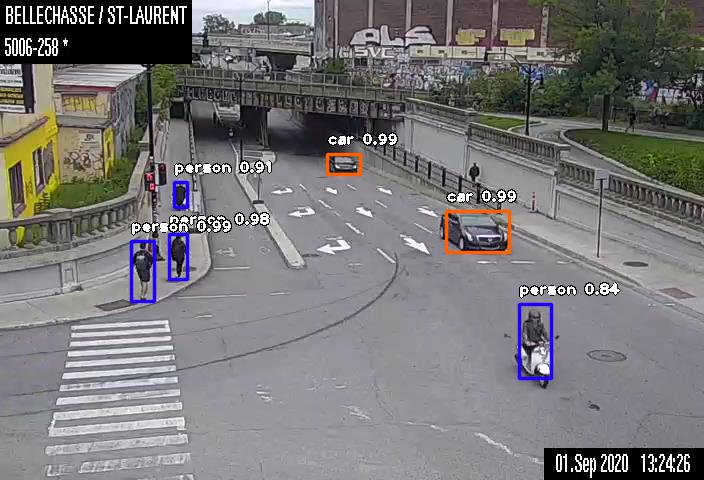 BELLECHASSE / ST-LAURENT
5006-258 *
car 0.99
person 0.91
car 0.99
person 0.98
person 0.99
person 0.84
01.Sep 2020 13:24:26